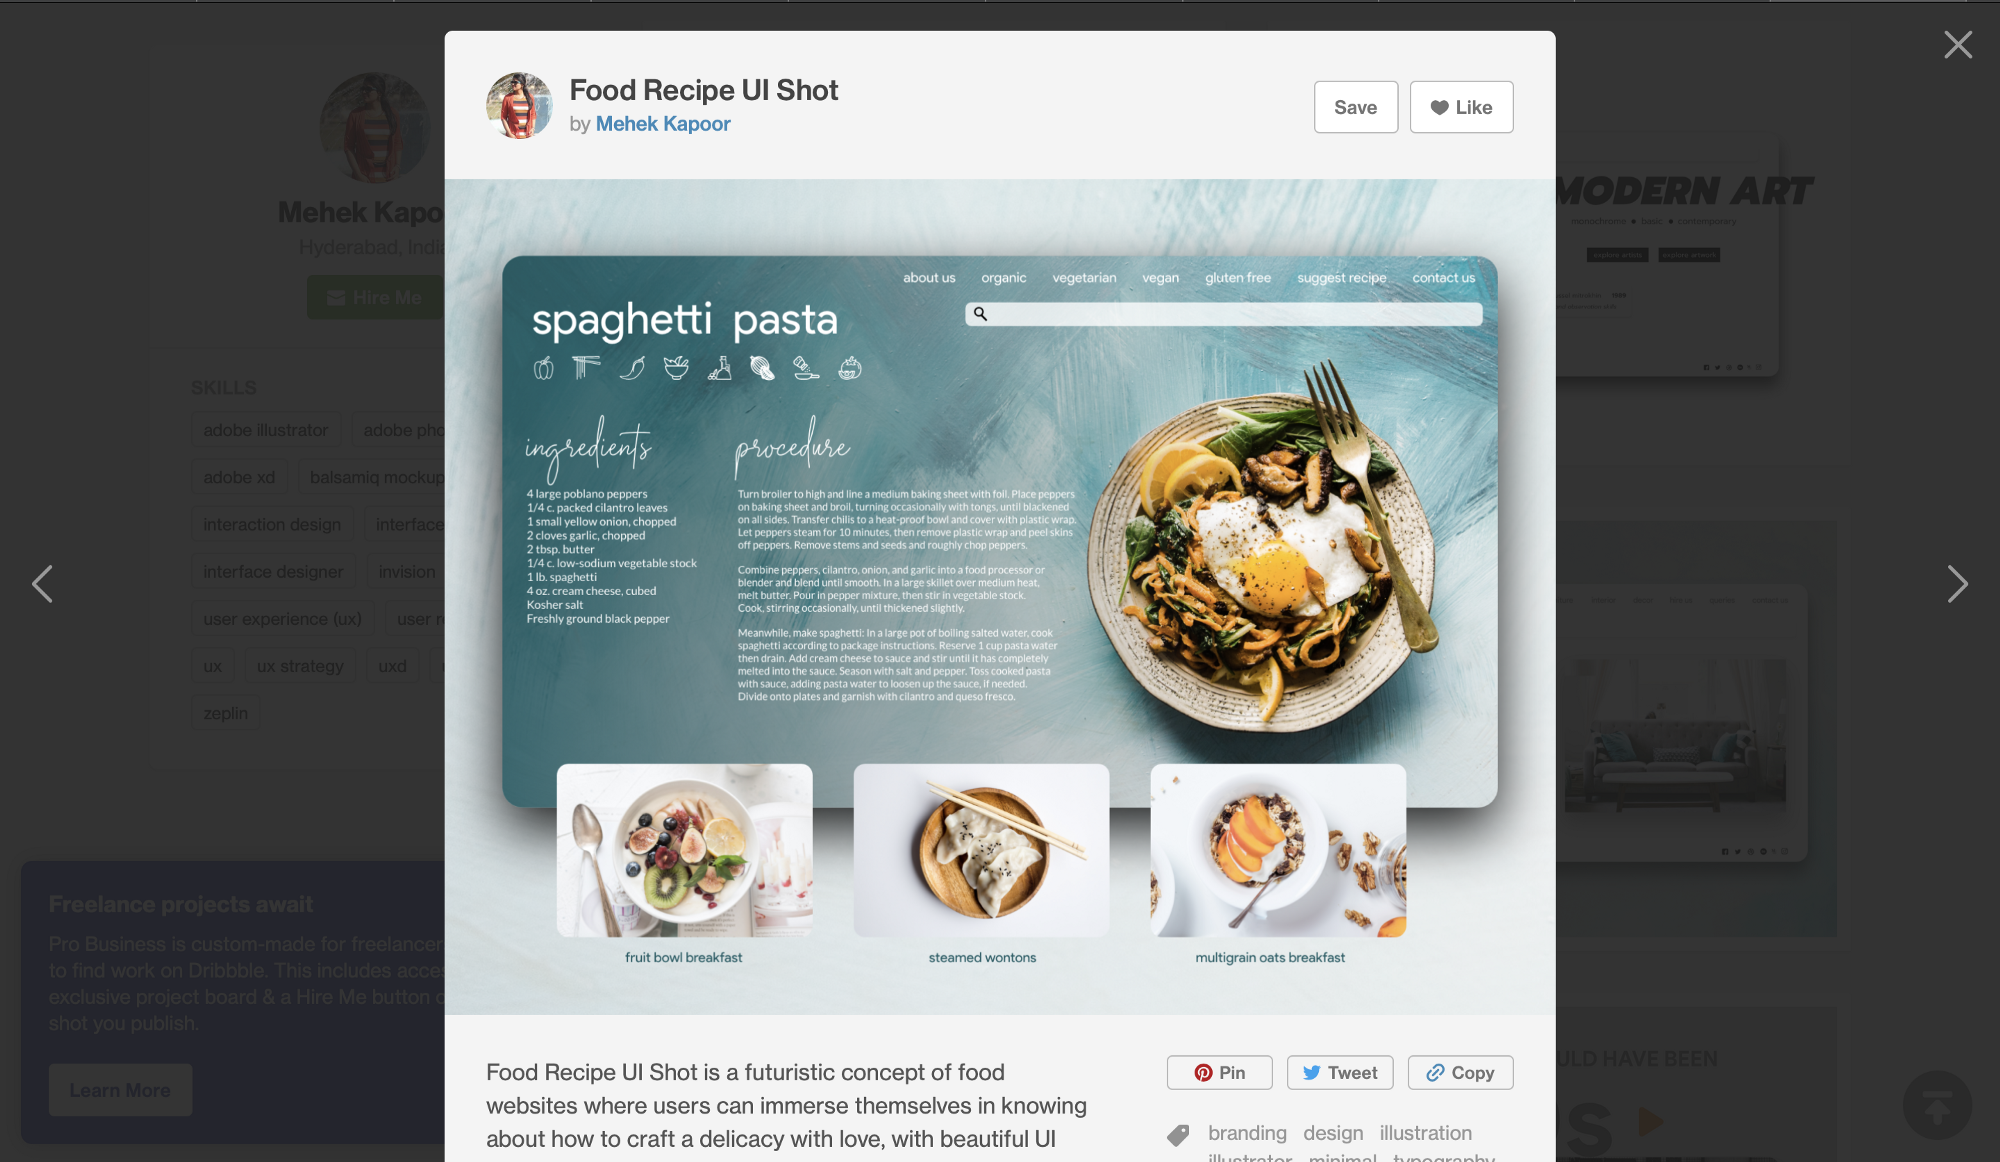 Food Recipe UI Shot
by Mehek Kapoor
Save
Like
about us organic vegetarian vegan gluten free suggest recipe contact us
spaghetti pasta
ingredients
4 large poblano peppers
1/4 c. packed cilantro leaves
1 small yellow onion, chopped
2 cloves garlic, chopped
2 tbsp. butter
1/4 c. low-sodium vegetable stock
1 lb. spaghetti
4 oz. cream cheese, cubed
Kosher salt
Freshly ground black pepper
procedure
Turn broiler to high and line a medium baking sheet with foil. Place peppers
on baking sheet and broil, turning occasionally with tongs, until blackened
on all sides. Transfer chilis to a heat-proof bowl and cover with plastic wrap.
Let peppers steam for 10 minutes, then remove plastic wrap and peel skins
off peppers. Remove stems and seeds and roughly chop peppers.
Combine peppers, cilantro, onion, and garlic into a food processor or
blender and blend until smooth. In a large skillet over medium heat,
melt butter. Pour in pepper mixture, then stir in vegetable stock.
Cook, stirring occasionally, until thickened slightly.
Meanwhile, make spaghetti: In a large pot of boiling salted water, cook
spaghetti according to package instructions. Reserve 1 cup pasta water
then drain. Add cream cheese to sauce and stir until it has completely
melted into the sauce. Season with salt and pepper. Toss cooked pasta
with sauce, adding pasta water to loosen up the sauce, if needed.
Divide onto plates and garnish with cilantro and queso fresco.
fruit bowl breakfast
steamed wontons
multigrain oats breakfast
Food Recipe UI Shot is a futuristic concept of food
websites where users can immerse themselves in knowing
about how to craft a delicacy with love, with beautiful UI
Pin
Tweet
Copy
branding design illustration
illustrator minimal typography
Mehek Kapo
Hyderabad, India
Hire Me
SKILLS
adobe illustrator adobe pho
adobe xd balsamiq mockup
interaction design interface
interface designer invision
user experience (ux) user r
ux ux strategy uxd
zeplin
Freelance projects await
Pro Business is custom-made for freelancer
to find work on Dribbble. This includes acce
exclusive project board & a Hire Me button o
shot you publish.
Learn More
MODERN ART
monochrome basic contemporary
explore artists explore artwork
contact us
ULD HAVE BEEN
S